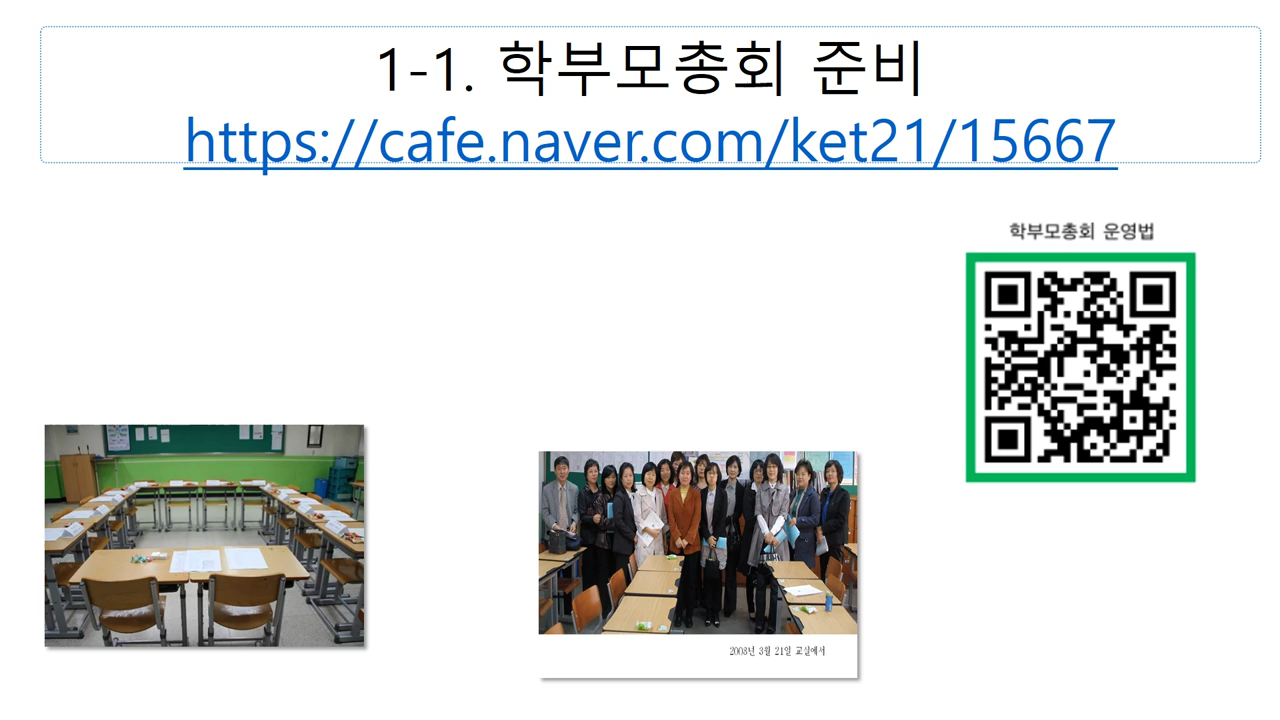 1-1. 학부모총회 준비
https://cafe.naver.com/ket21/15667
학부모총회 운영법
2008년 3월 21일 교실에서